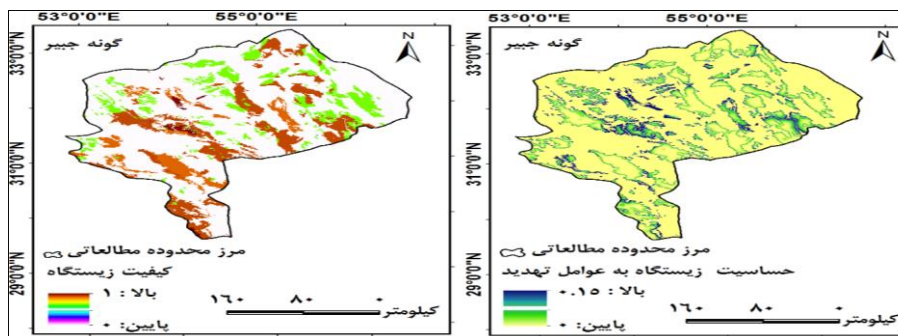 53°0'0"E
55°0'0"E
33°0'0"N
31°0'0"N
29°0'0"N
N
گونه جبیر
مرز محدوده مطالعاتی
کیفیت زیستگاه
بالا : ۱
پایین: ۰
۱۶۰ ۸۰ ۰
کیلومتر
53°0'0"E
55°0'0"E
33°0'0"N
31°0'0"N
29°0'0"N
N
گونه جبیر
مرز محدوده مطالعاتی
حساسیت زیستگاه به عوامل تهدید
بالا: ۰.۱۵
پایین: ۰
۱۶۰ ۸۰ ۰
کیلومتر